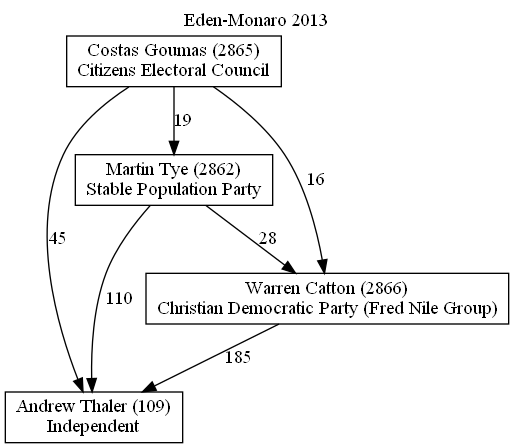 Eden-Monaro 2013
Costas Goumas (2865)
Citizens Electoral Council
19
Martin Tye (2862)
Stable Population Party
16
45
28
110
Warren Catton (2866)
Christian Democratic Party (Fred Nile Group)
185
Andrew Thaler (109)
Independent